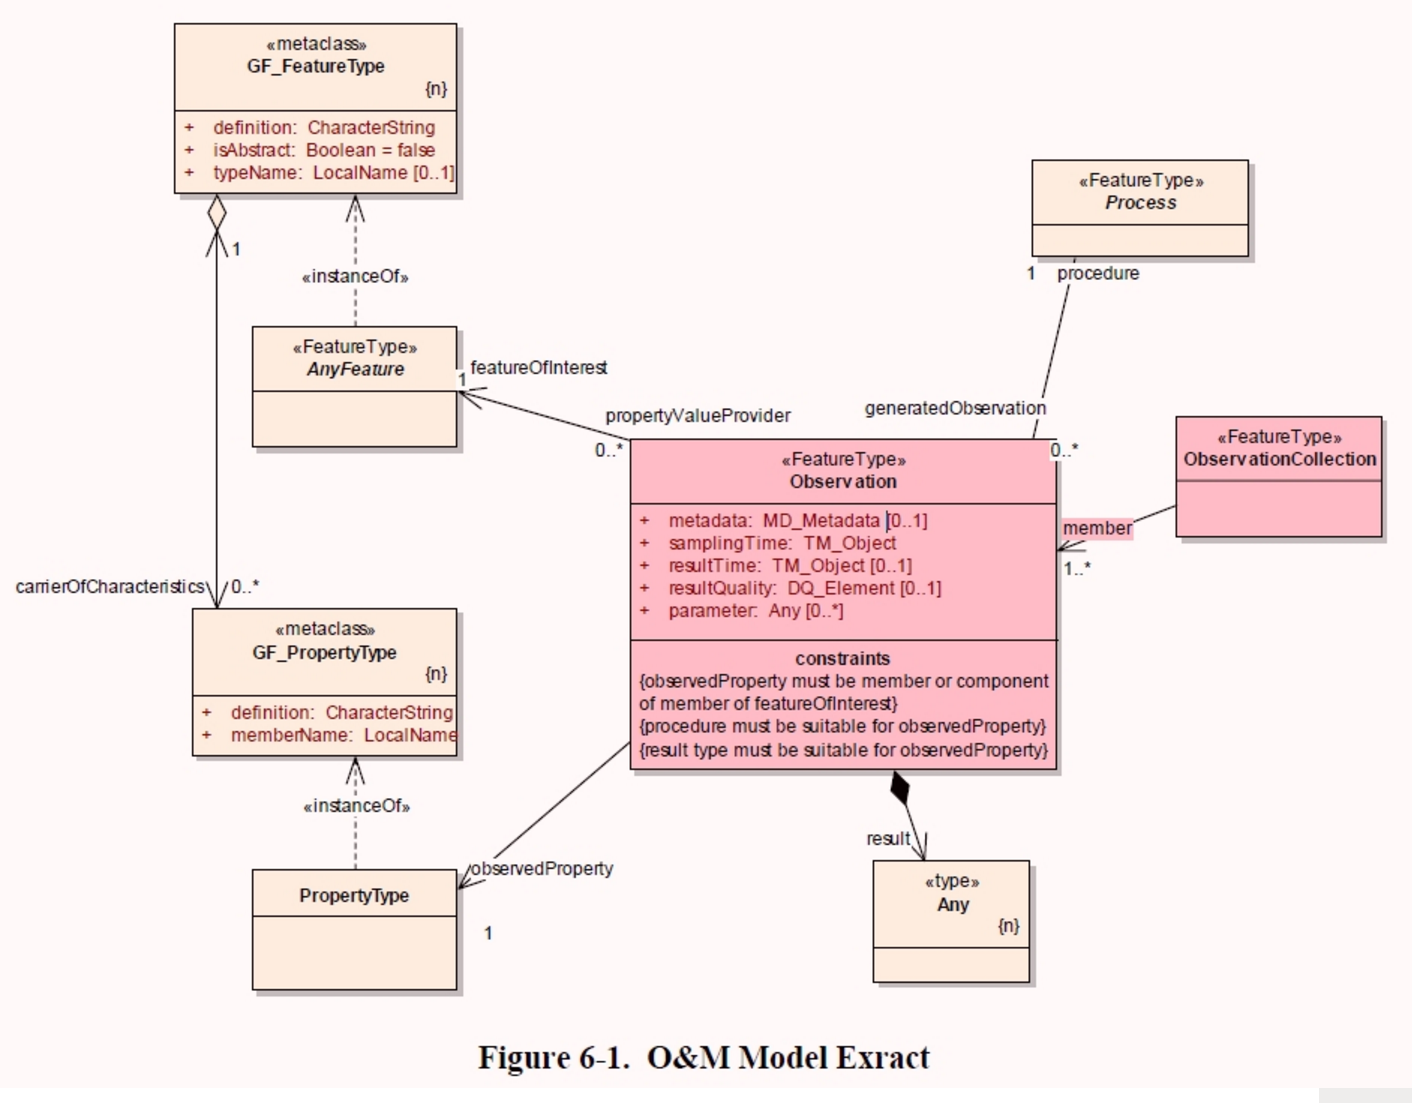 «metaclass»
GF_FeatureType
{n}
+ definition: CharacterString
+ isAbstract: Boolean = false
+ typeName: LocalName [0..1]
1
«instanceOf»
«FeatureType»
AnyFeature
1
featureOfInterest
propertyValueProvider
0..*
«FeatureType»
Process
1 procedure
generatedObservation
0..*
«FeatureType»
ObservationCollection
member
1..*
«FeatureType»
Observation
+ metadata: MD_Metadata [0..1]
+ samplingTime: TM_Object
+ resultTime: TM_Object [0..1]
+ resultQuality: DQ_Element [0..1]
+ parameter: Any [0..*]
constraints
{observedProperty must be member or component
of member of featureOfInterest}
{procedure must be suitable for observedProperty}
{result type must be suitable for observedProperty}
carrierOfCharacteristics
0..*
«metaclass»
GF_PropertyType
{n}
+ definition: CharacterString
+ memberName: LocalName
«instanceOf»
PropertyType
observedProperty
1
result
«type»
Any
{n}
Figure 6-1. O&M Model Exract